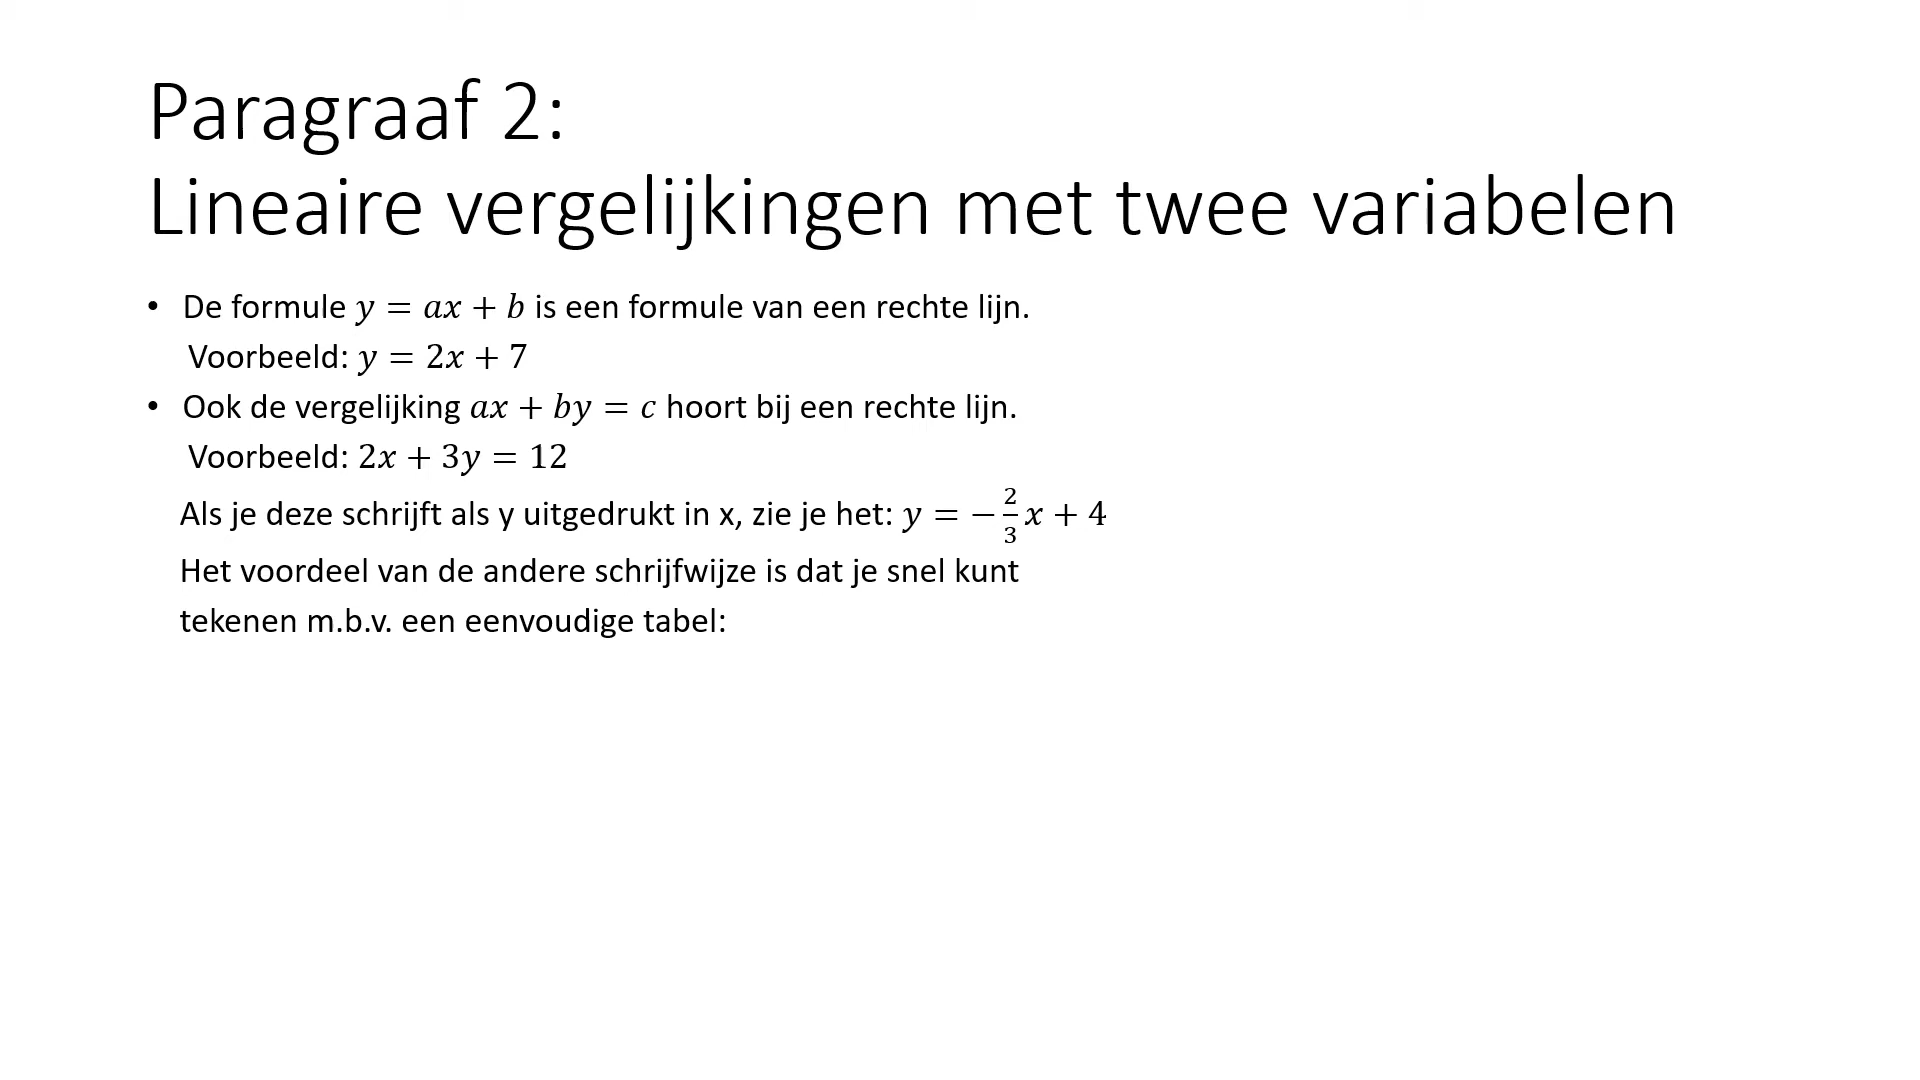 Paragraaf 2:
Lineaire vergelijkingen met twee variabelen
• De formule y = ax + b is een formule van een rechte lijn.
Voorbeeld: y = 2x + 7
• Ook de vergelijking ax + by = c hoort bij een rechte lijn.
Voorbeeld: 2x + 3y = 12
Als je deze schrijft als y uitgedrukt in x, zie je het: y = −2/3x + 4
Het voordeel van de andere schrijfwijze is dat je snel kunt
tekenen m.b.v. een eenvoudige tabel: